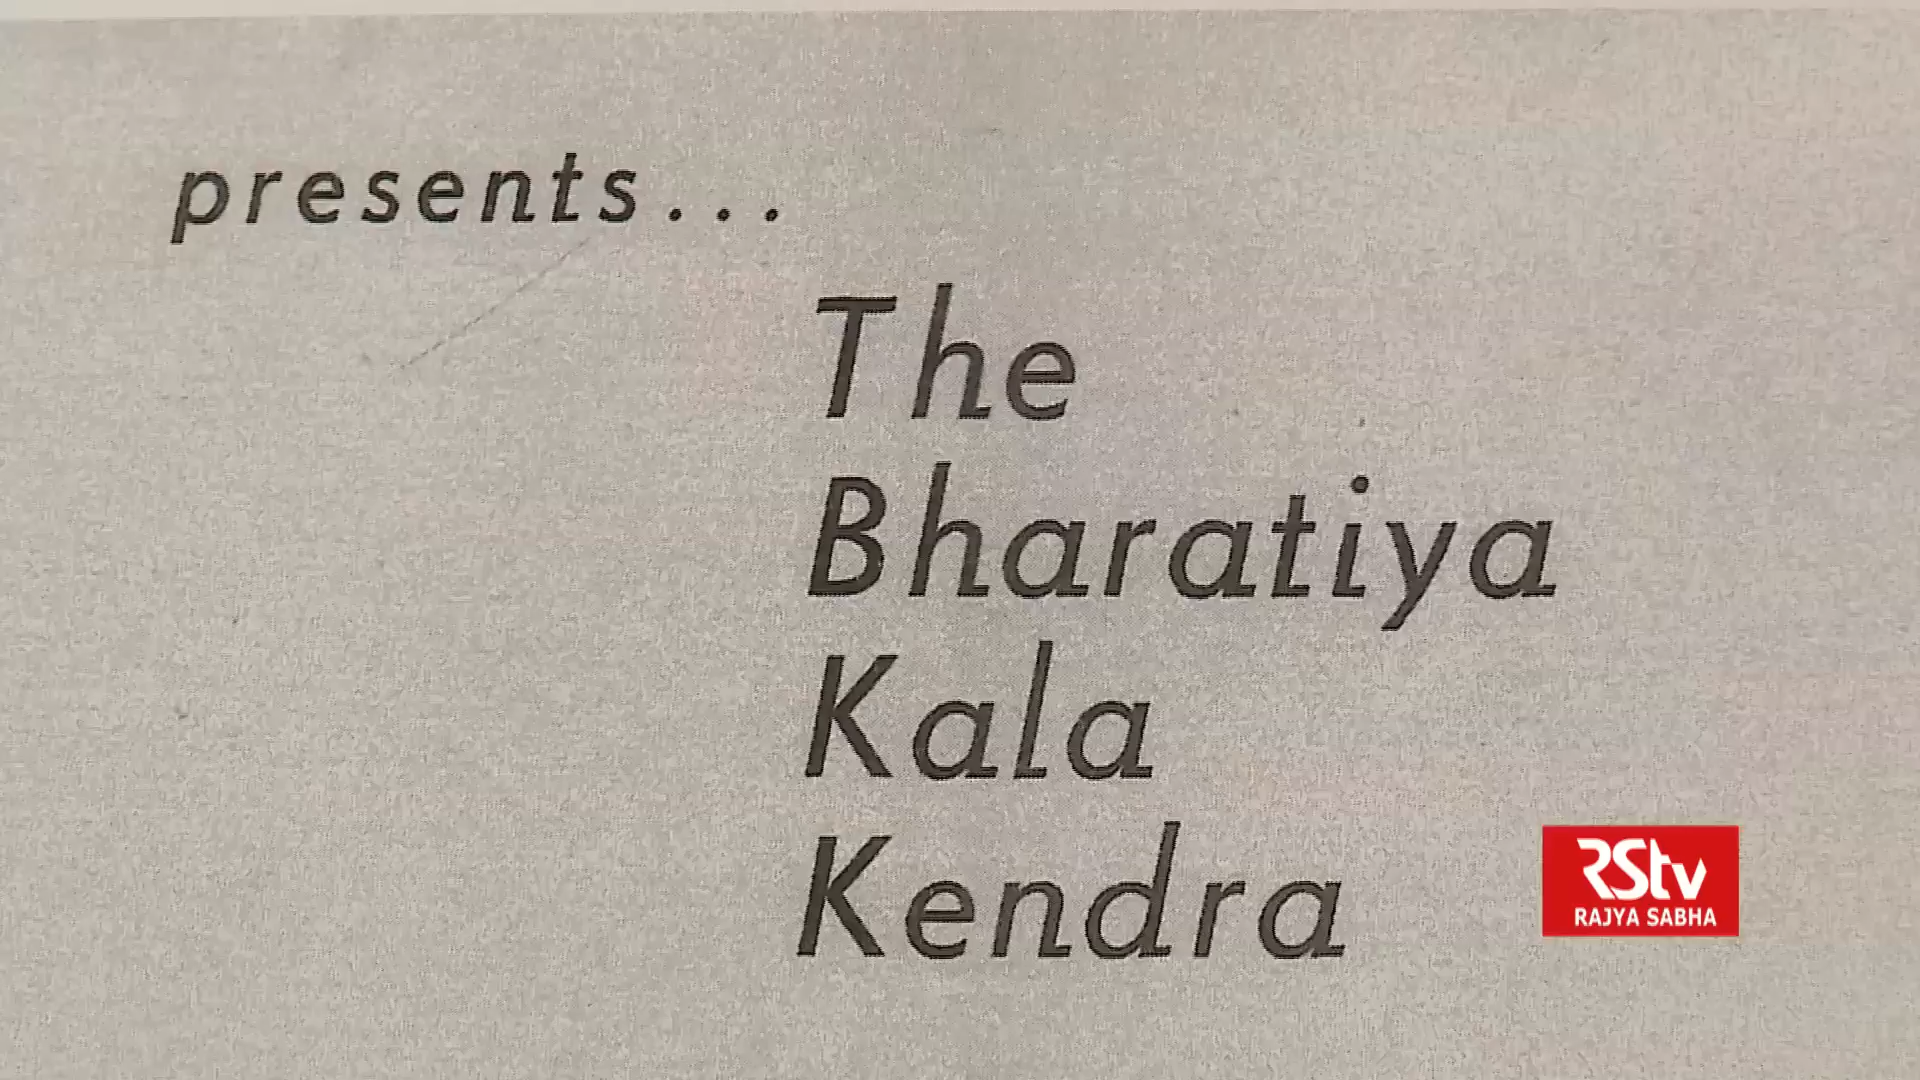 presents...
The
Bharatiya
Kala
Kendra
RStv
RAJYA SABHA